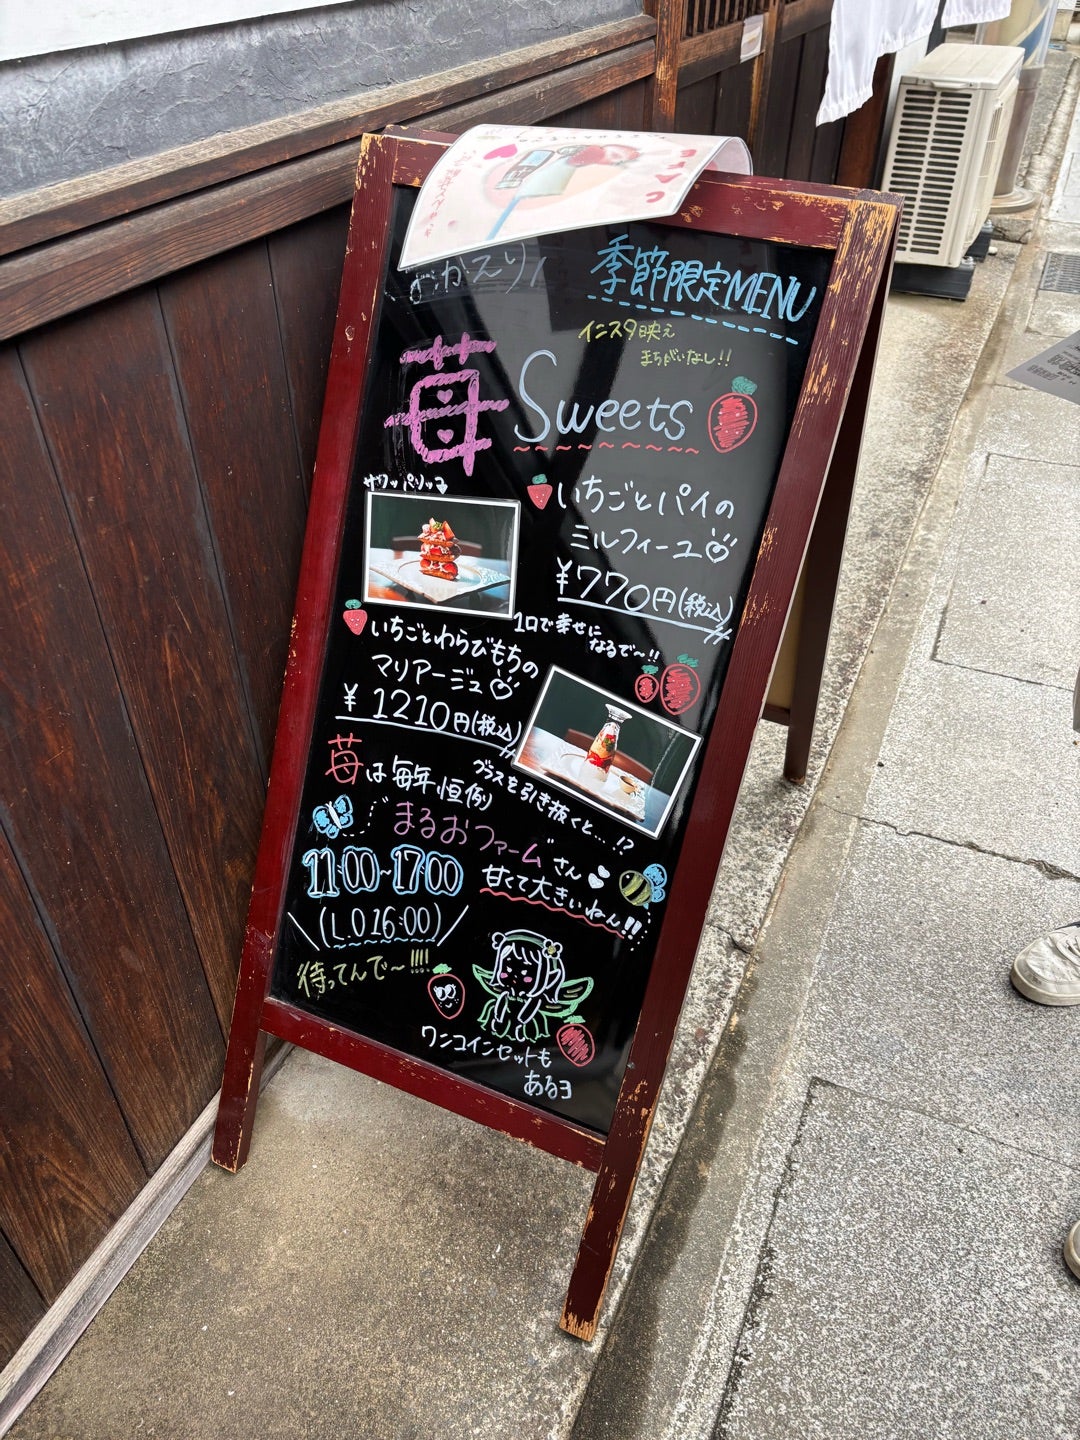 おかえり
季節限定MENU
インスタ映え
まちがいなし!!
苺 Sweets
いちごとパイの
ミルフィーユ
¥770円(税込)
1口で幸せに
なるで〜!!
いちごとわらびもちの
マリアージュ
¥1210円(税込)
グラスを引き抜くと...!?
苺は毎年恒例
まるおファームさん
甘くて大きいねん!!
11:00~17:00
(L.O 16:00)
待ってんで〜!!!!
ワンコインセットも
あるヨ